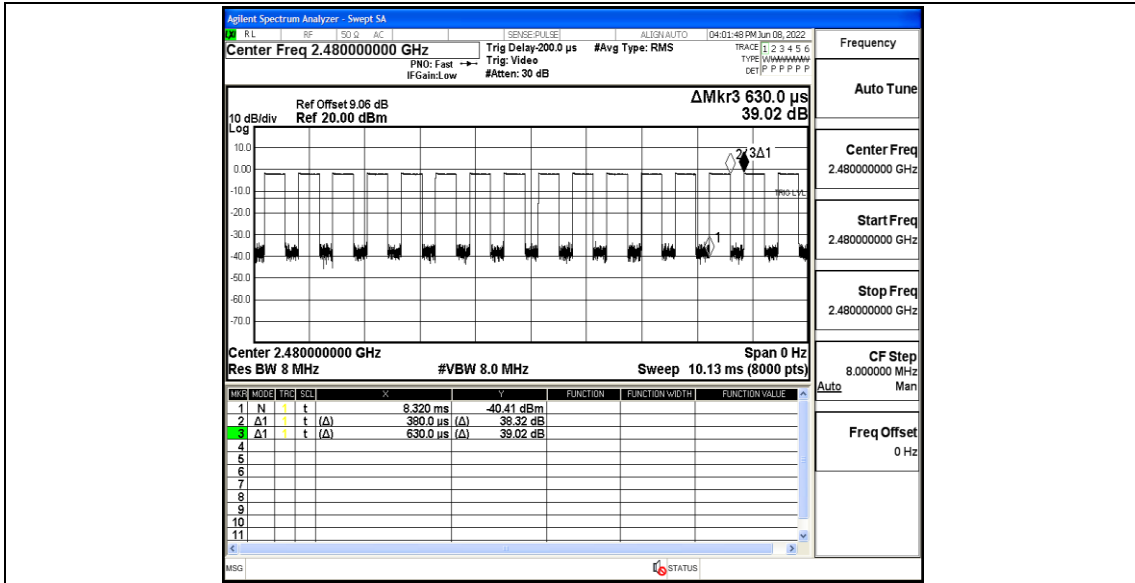 Agilent Spectrum Analyzer - Swept SA
LXI RL RF 50 Ω AC SENSE:PULSE ALIGNAUTO 04:01:48 PM Jun 08, 2022
Center Freq 2.480000000 GHz
PNO: Fast
IFGain:Low
Trig Delay-200.0 µs
Trig: Video
#Atten: 30 dB
#Avg Type: RMS
TRACE 1 2 3 4 5 6
TYPE
DET P P P P P P
ΔMkr3 630.0 µs
39.02 dB
Ref Offset 9.06 dB
10 dB/div Ref 20.00 dBm
Log
10.0
0.00
-10.0
-20.0
-30.0
-40.0
-50.0
-60.0
-70.0
3Δ1
TRIG LVL
1
Center 2.480000000 GHz Span 0 Hz
Res BW 8 MHz #VBW 8.0 MHz Sweep 10.13 ms (8000 pts)
MKR MODE TRC SCL X Y FUNCTION FUNCTION WIDTH FUNCTION VALUE
1 N 1 t 8.320 ms -40.41 dBm
2 Δ1 1 t (Δ) 380.0 µs (Δ) 38.32 dB
3 Δ1 1 t (Δ) 630.0 µs (Δ) 39.02 dB
4
5
6
7
8
9
10
11
MSG STATUS
Frequency
Auto Tune
Center Freq
2.480000000 GHz
Start Freq
2.480000000 GHz
Stop Freq
2.480000000 GHz
CF Step
8.000000 MHz
Auto Man
Freq Offset
0 Hz